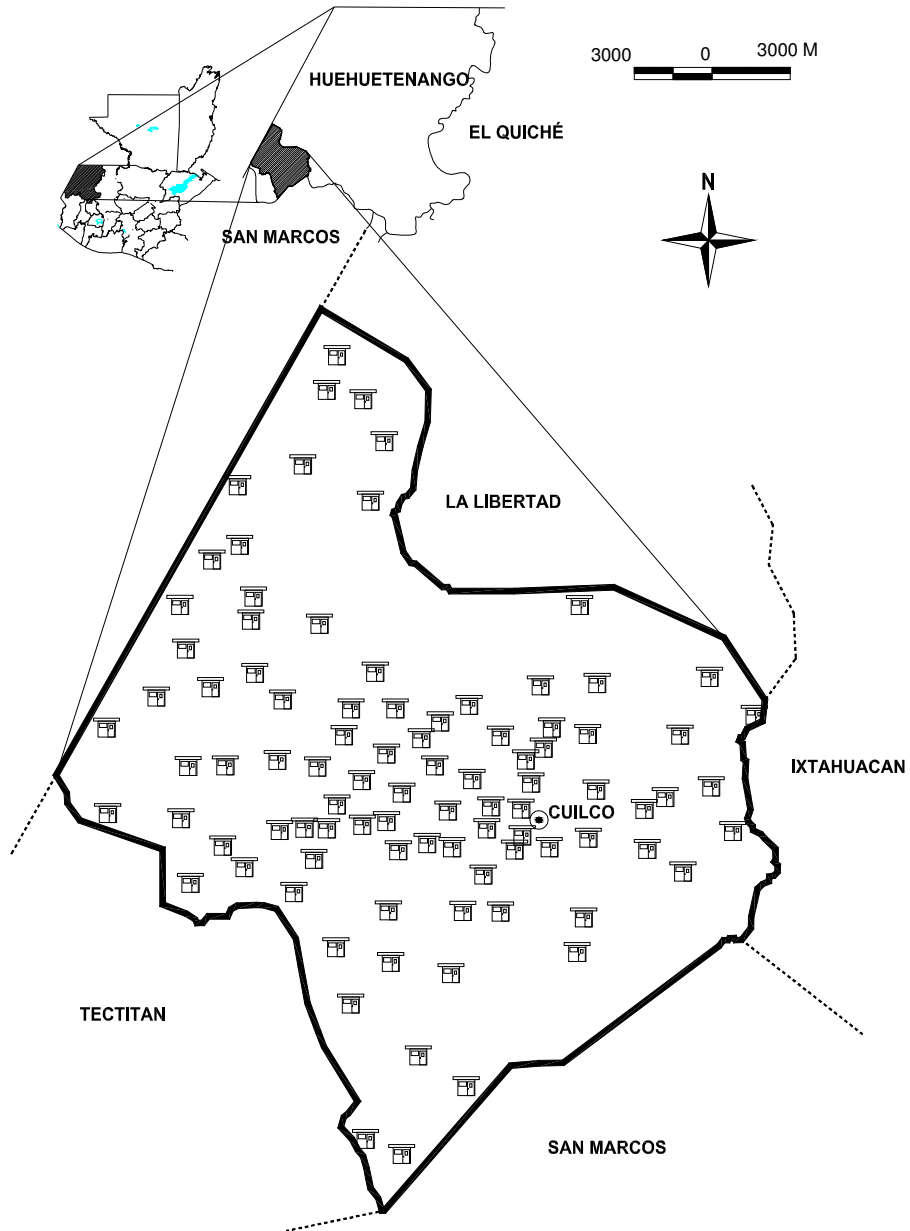 3000 0 3000 M
HUEHUETENANGO
EL QUICHÉ
N
SAN MARCOS
LA LIBERTAD
IXTAHUACAN
CUILCO
TECTITAN
SAN MARCOS